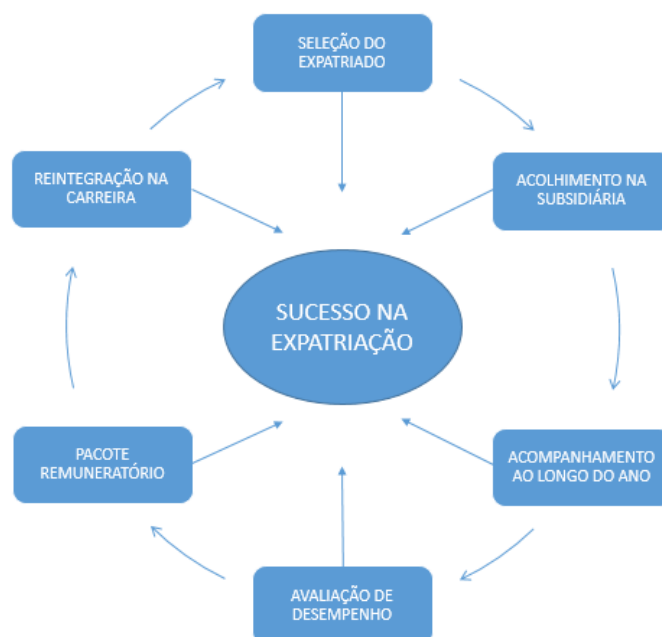 SELEÇÃO DO
EXPATRIADO
ACOLHIMENTO NA
SUBSIDIÁRIA
ACOMPANHAMENTO
AO LONGO DO ANO
AVALIAÇÃO DE
DESEMPENHO
PACOTE
REMUNERATÓRIO
REINTEGRAÇÃO NA
CARREIRA
SUCESSO NA
EXPATRIAÇÃO